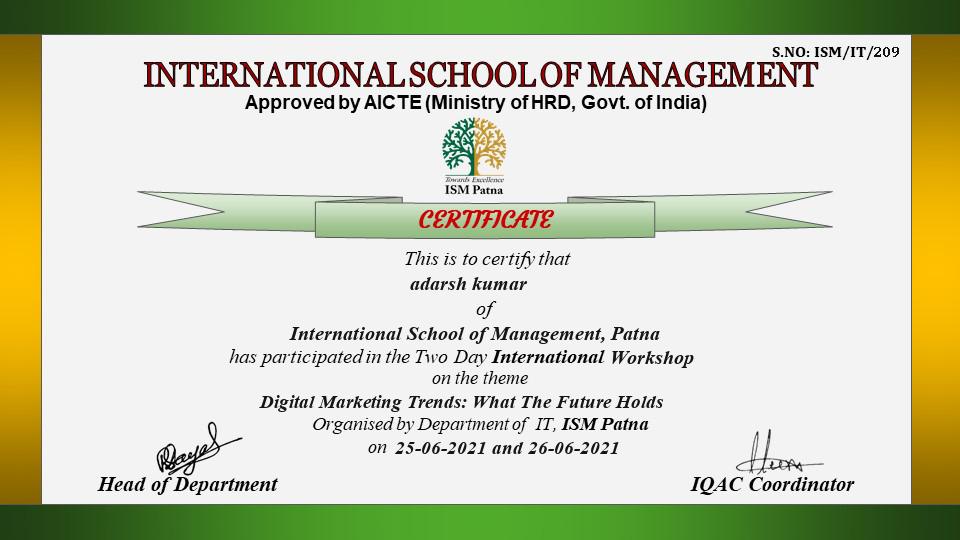 S.NO: ISM/IT/209
INTERNATIONAL SCHOOL OF MANAGEMENT
Approved by AICTE (Ministry of HRD, Govt. of India)
Towards Excellence
ISM Patna
CERTIFICATE
This is to certify that
adarsh kumar
of
International School of Management, Patna
has participated in the Two Day International Workshop
on the theme
Digital Marketing Trends: What The Future Holds
Organised by Department of IT, ISM Patna
on 25-06-2021 and 26-06-2021
Head of Department
IQAC Coordinator